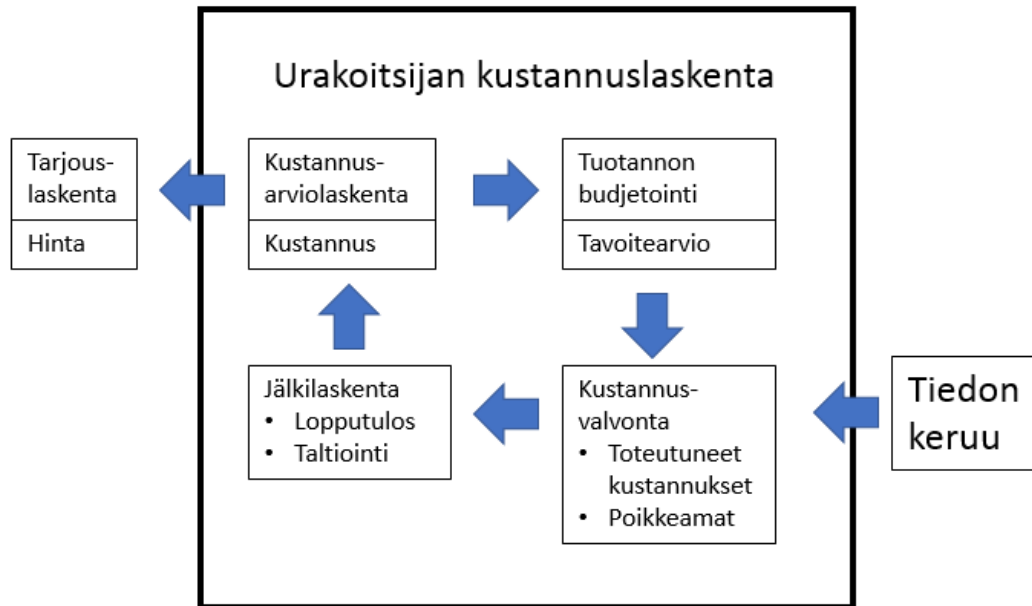 Urakoitsijan kustannuslaskenta
Tarjous-
laskenta
Hinta
Kustannus-
arviolaskenta
Kustannus
Tuotannon
budjetointi
Tavoitearvio
Jälkilaskenta
• Lopputulos
• Taltiointi
Kustannus-
valvonta
• Toteutuneet
kustannukset
• Poikkeamat
Tiedon
keruu